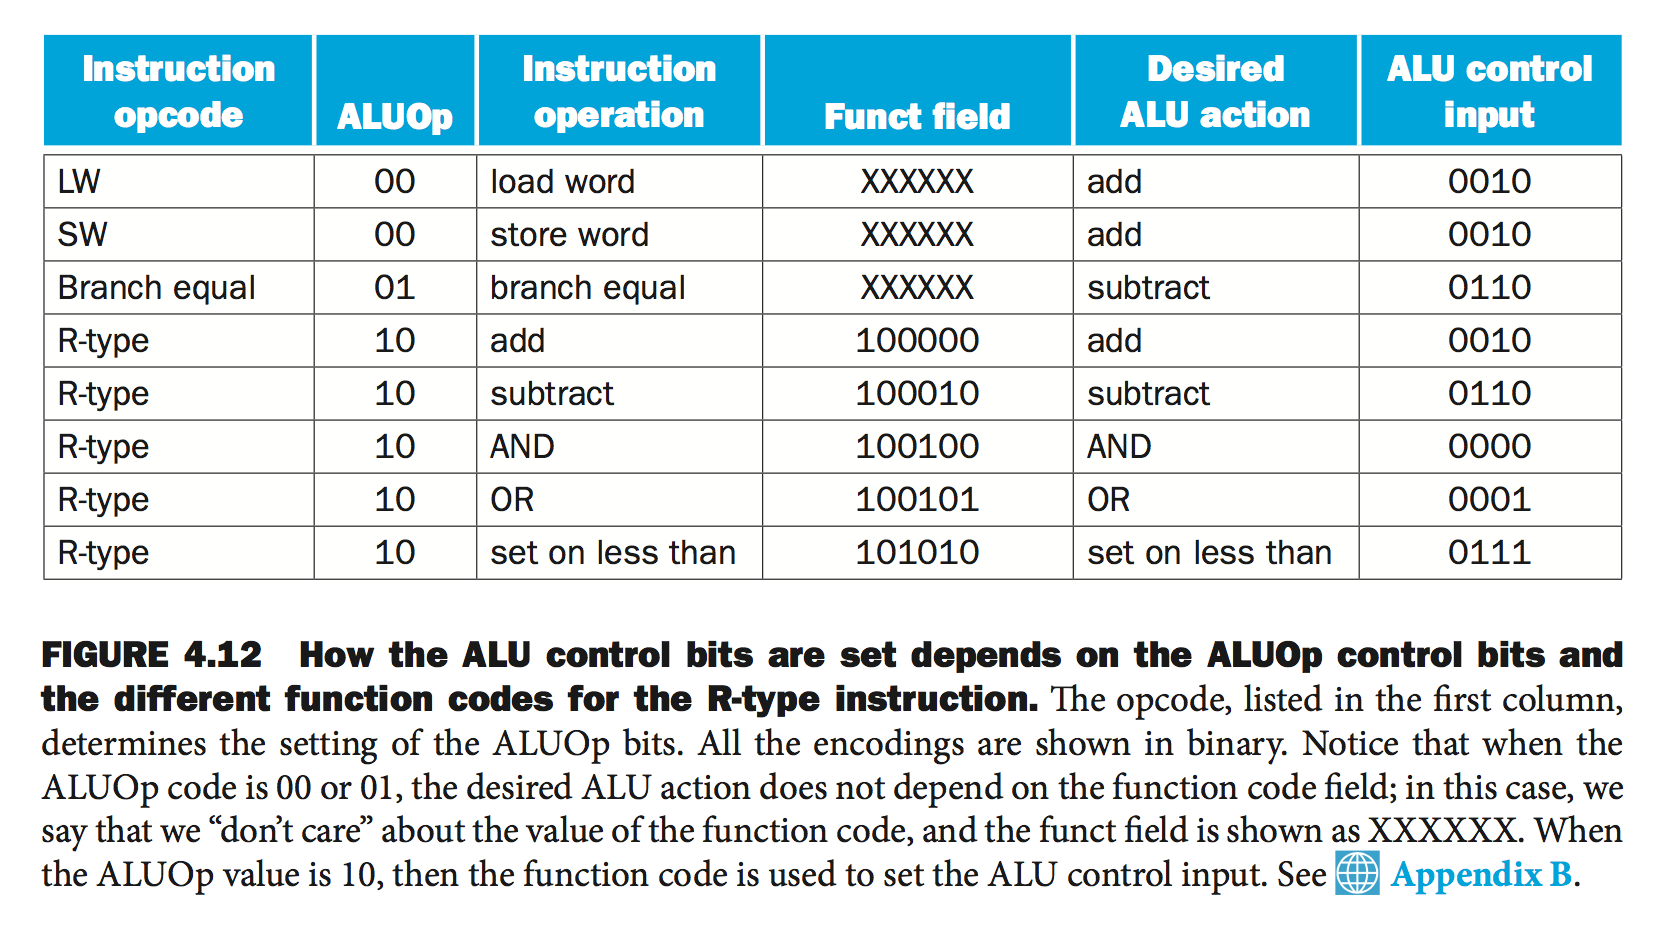 Instruction opcode ALUOp Instruction operation Funct field Desired ALU action ALU control input
LW 00 load word XXXXXX add 0010
SW 00 store word XXXXXX add 0010
Branch equal 01 branch equal XXXXXX subtract 0110
R-type 10 add 100000 add 0010
R-type 10 subtract 100010 subtract 0110
R-type 10 AND 100100 AND 0000
R-type 10 OR 100101 OR 0001
R-type 10 set on less than 101010 set on less than 0111
FIGURE 4.12 How the ALU control bits are set depends on the ALUOp control bits and
the different function codes for the R-type instruction. The opcode, listed in the first column,
determines the setting of the ALUOp bits. All the encodings are shown in binary. Notice that when the
ALUOp code is 00 or 01, the desired ALU action does not depend on the function code field; in this case, we
say that we “don’t care” about the value of the function code, and the funct field is shown as XXXXXX. When
the ALUOp value is 10, then the function code is used to set the ALU control input. See Appendix B.